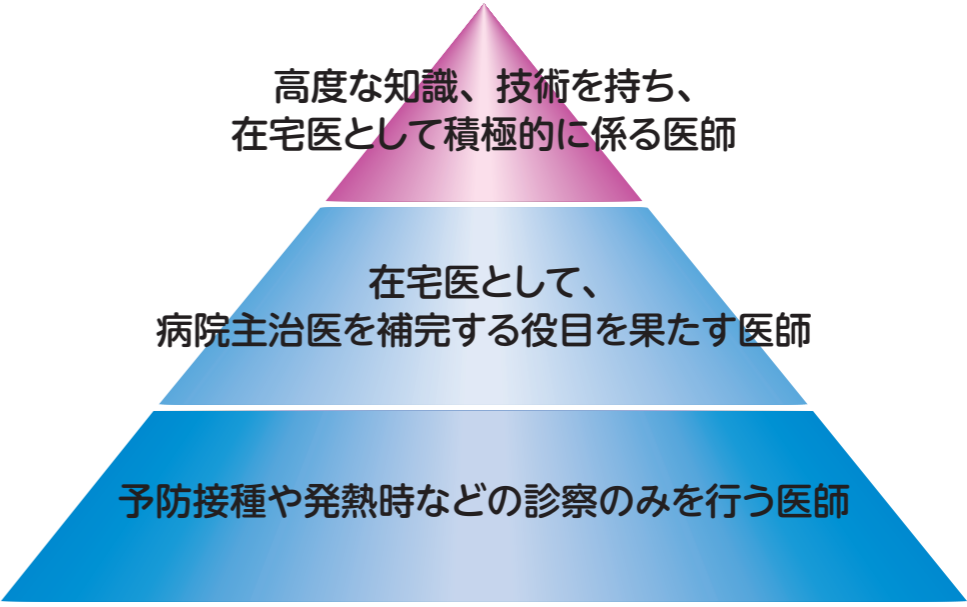 高度な知識、技術を持ち、
在宅医として積極的に係る医師
在宅医として、
病院主治医を補完する役目を果たす医師
予防接種や発熱時などの診察のみを行う医師